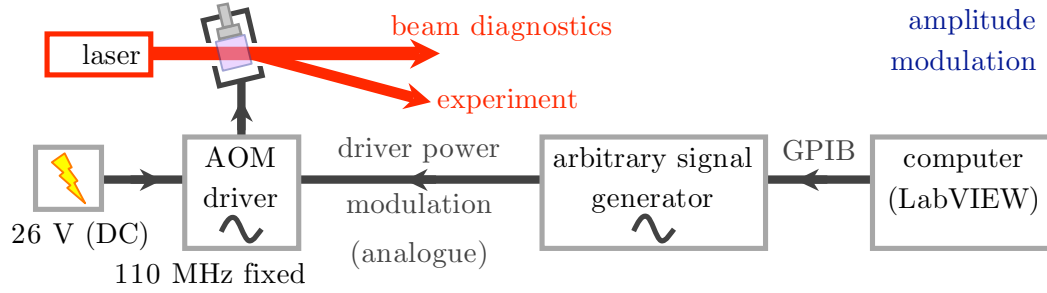 beam diagnostics
amplitude
modulation
laser
experiment
AOM
driver
driver power
modulation
(analogue)
arbitrary signal
generator
GPIB
computer
(LabVIEW)
26 V (DC)
110 MHz fixed